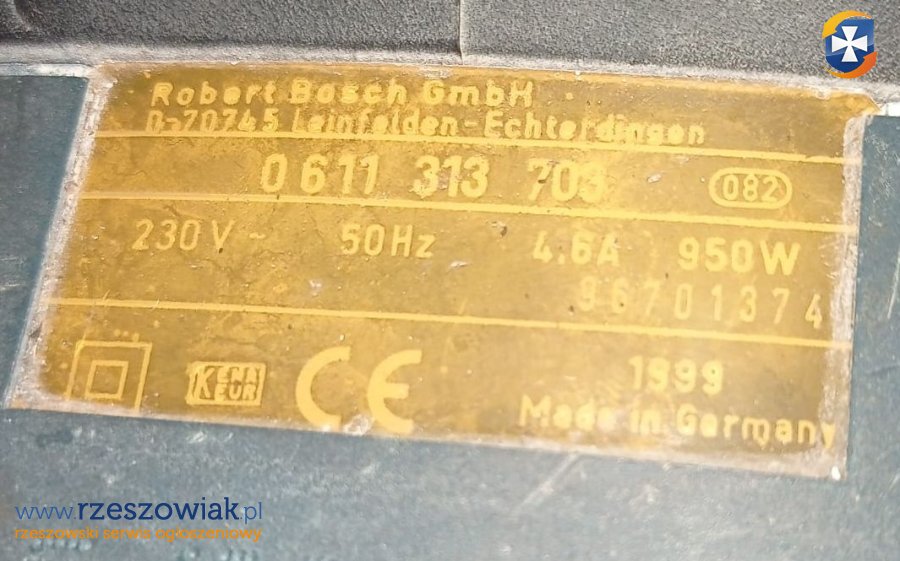 Robert Bosch GmbH
D-70745 Leinfelden-Echterdingen
0 611 313 703 082
230 V ~ 50Hz 4,6A 950W
96701374
KEMA
KEUR
CE 1999
Made in Germany
www.rzeszowiak.pl
rzeszowski serwis ogłoszeniowy